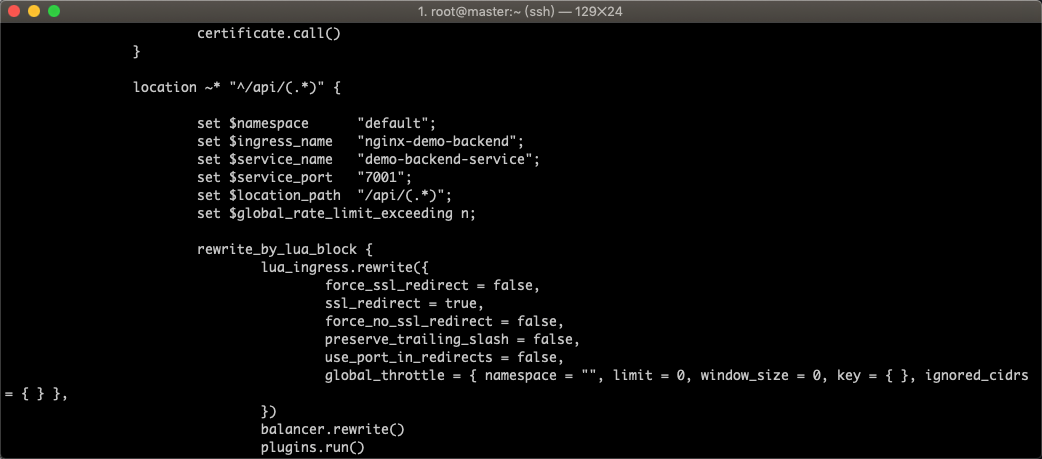 1. root@master:~ (ssh) — 129×24
certificate.call()
}
location ~* "^/api/(.*)" {
set $namespace "default";
set $ingress_name "nginx-demo-backend";
set $service_name "demo-backend-service";
set $service_port "7001";
set $location_path "/api/(.*)";
set $global_rate_limit_exceeding n;
rewrite_by_lua_block {
lua_ingress.rewrite({
force_ssl_redirect = false,
ssl_redirect = true,
force_no_ssl_redirect = false,
preserve_trailing_slash = false,
use_port_in_redirects = false,
global_throttle = { namespace = "", limit = 0, window_size = 0, key = { }, ignored_cidrs
= { } },
})
balancer.rewrite()
plugins.run()